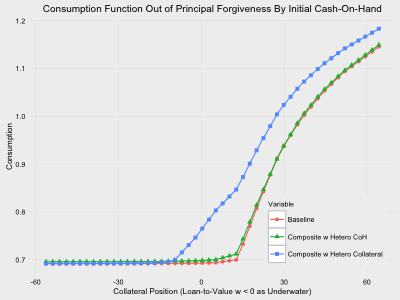 Consumption Function Out of Principal Forgiveness By Initial Cash-On-Hand
1.2
1.1
1.0
0.9
0.8
0.7
Consumption
Variable
Baseline
Composite w Hetero CoH
Composite w Hetero Collateral
-60
-30
0
30
60
Collateral Position (Loan-to-Value w < 0 as Underwater)